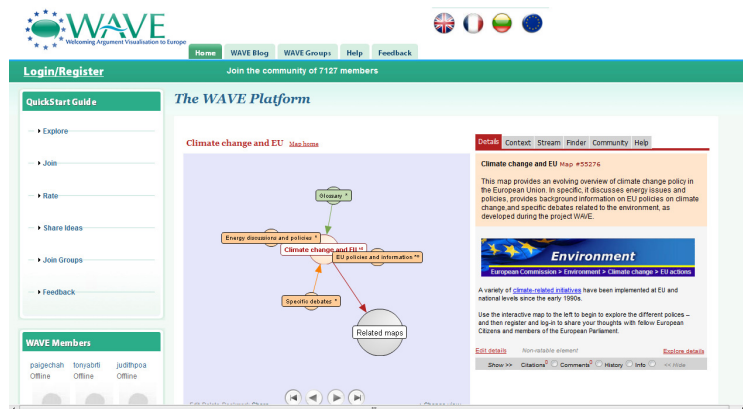 WAVE
Welcoming Argument Visualisation to Europe
Home WAVE Blog WAVE Groups Help Feedback
Login/Register
Join the community of 7127 members
QuickStart Guide
Explore
Join
Rate
Share Ideas
Join Groups
Feedback
WAVE Members
paigechah tonyabrti judithpoa
Offline Offline Offline
The WAVE Platform
Climate change and EU Map home
Glossary
Energy discussions and policies
Climate change and EU
EU policies and information
Specific debates
Related maps
Details Context Stream Finder Community Help
Climate change and EU Map #55276
This map provides an evolving overview of climate change policy in
the European Union. In specific, it discusses energy issues and
policies, provides background information on EU policies on climate
change,and specific debates related to the environment, as
developed during the project WAVE.
Environment
European Commission > Environment > Climate change > EU actions
A variety of climate-related initiatives have been implemented at EU and
national levels since the early 1990s.
Use the interactive map to the left to begin to explore the different polices –
and then register and log-in to share your thoughts with fellow European
Citizens and members of the European Parliament.
Edit details Non-ratable element Explore details
Show >> Citations0 Comments0 History Info << Hide